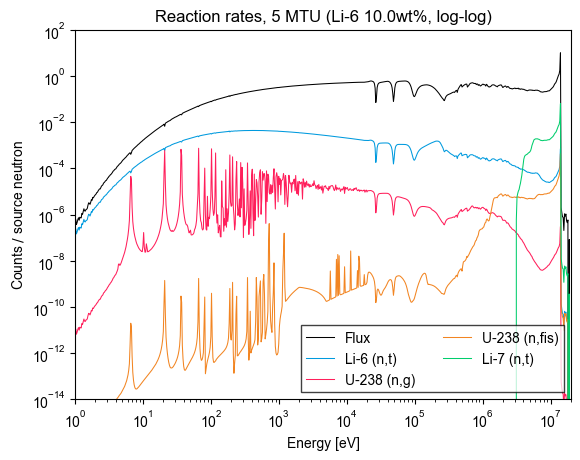 Reaction rates, 5 MTU (Li-6 10.0wt%, log-log)
Counts / source neutron
10^2
10^0
10^−2
10^−4
10^−6
10^−8
10^−10
10^−12
10^−14
Flux
Li-6 (n,t)
U-238 (n,g)
U-238 (n,fis)
Li-7 (n,t)
10^0 10^1 10^2 10^3 10^4 10^5 10^6 10^7
Energy [eV]